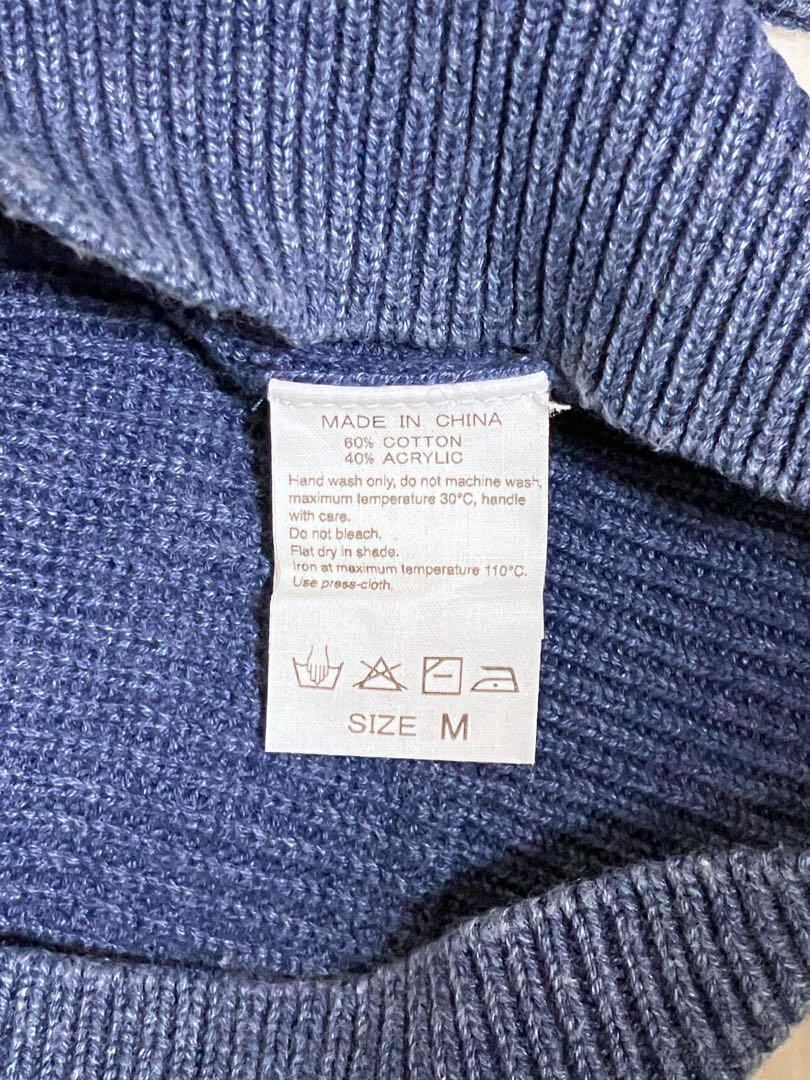 MADE IN CHINA
60% COTTON
40% ACRYLIC
Hand wash only, do not machine wash,
maximum temperature 30°C, handle
with care.
Do not bleach.
Flat dry in shade.
Iron at maximum temperature 110°C.
Use press-cloth.
SIZE M